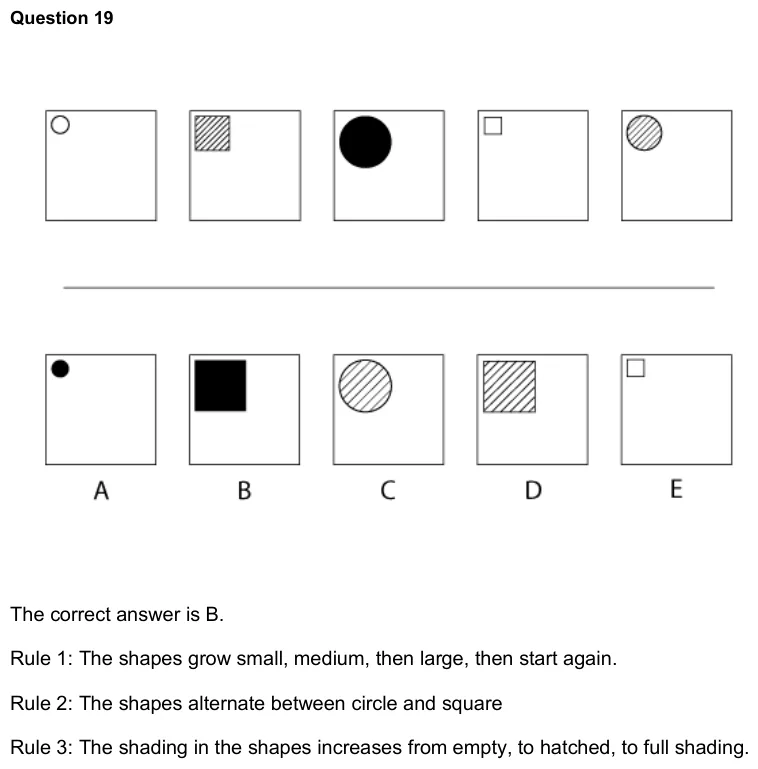 Question 19
A B C D E
The correct answer is B.
Rule 1: The shapes grow small, medium, then large, then start again.
Rule 2: The shapes alternate between circle and square
Rule 3: The shading in the shapes increases from empty, to hatched, to full shading.